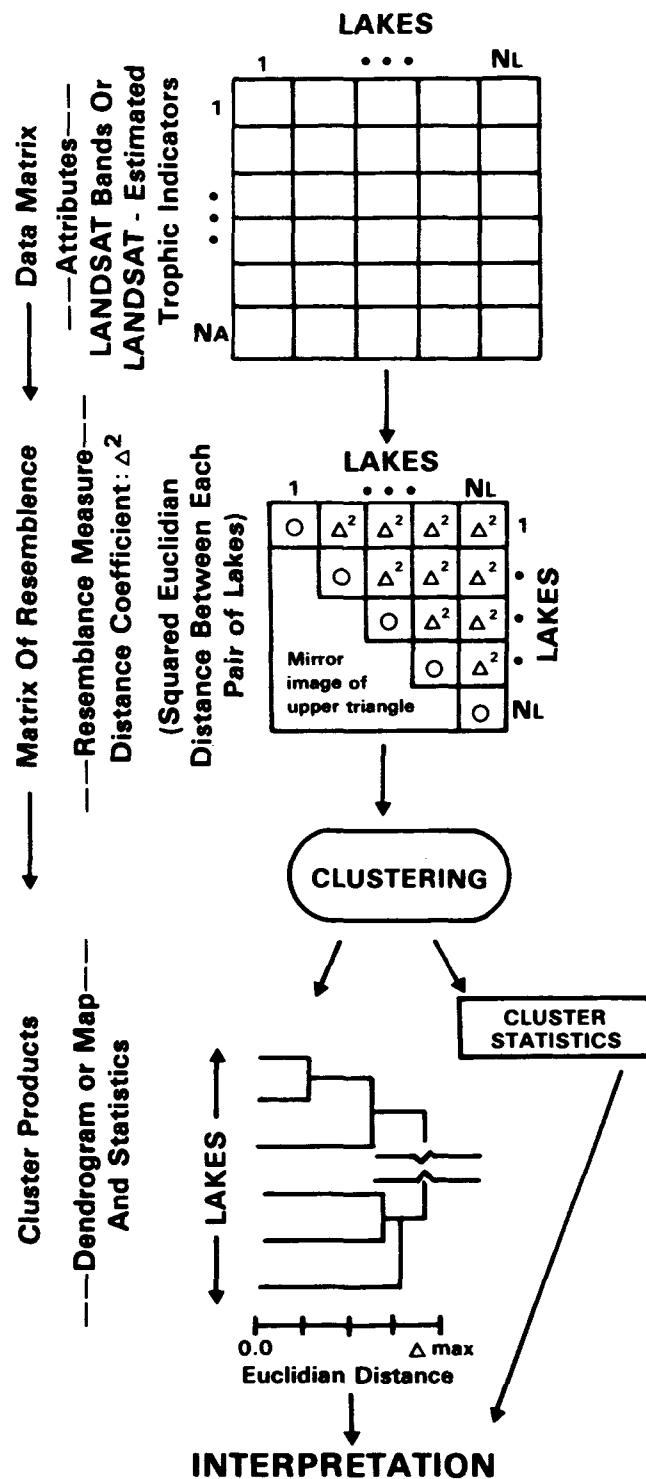 LAKES
1 • • • NL
1
•
•
•
NA
Data Matrix
——Attributes——
LANDSAT Bands Or
LANDSAT - Estimated
Trophic Indicators
LAKES
1 • • • NL
O Δ² Δ² Δ² Δ² 1
O Δ² Δ² Δ² •
O Δ² Δ² •
O Δ² •
O NL
LAKES
Mirror
image of
upper triangle
Matrix Of Resemblence
——Resemblance Measure——
Distance Coefficient: Δ²
(Squared Euclidian
Distance Between Each
Pair of Lakes)
CLUSTERING
CLUSTER
STATISTICS
Cluster Products
——Dendrogram or Map——
And Statistics
LAKES
0.0 Δ max
Euclidian Distance
INTERPRETATION